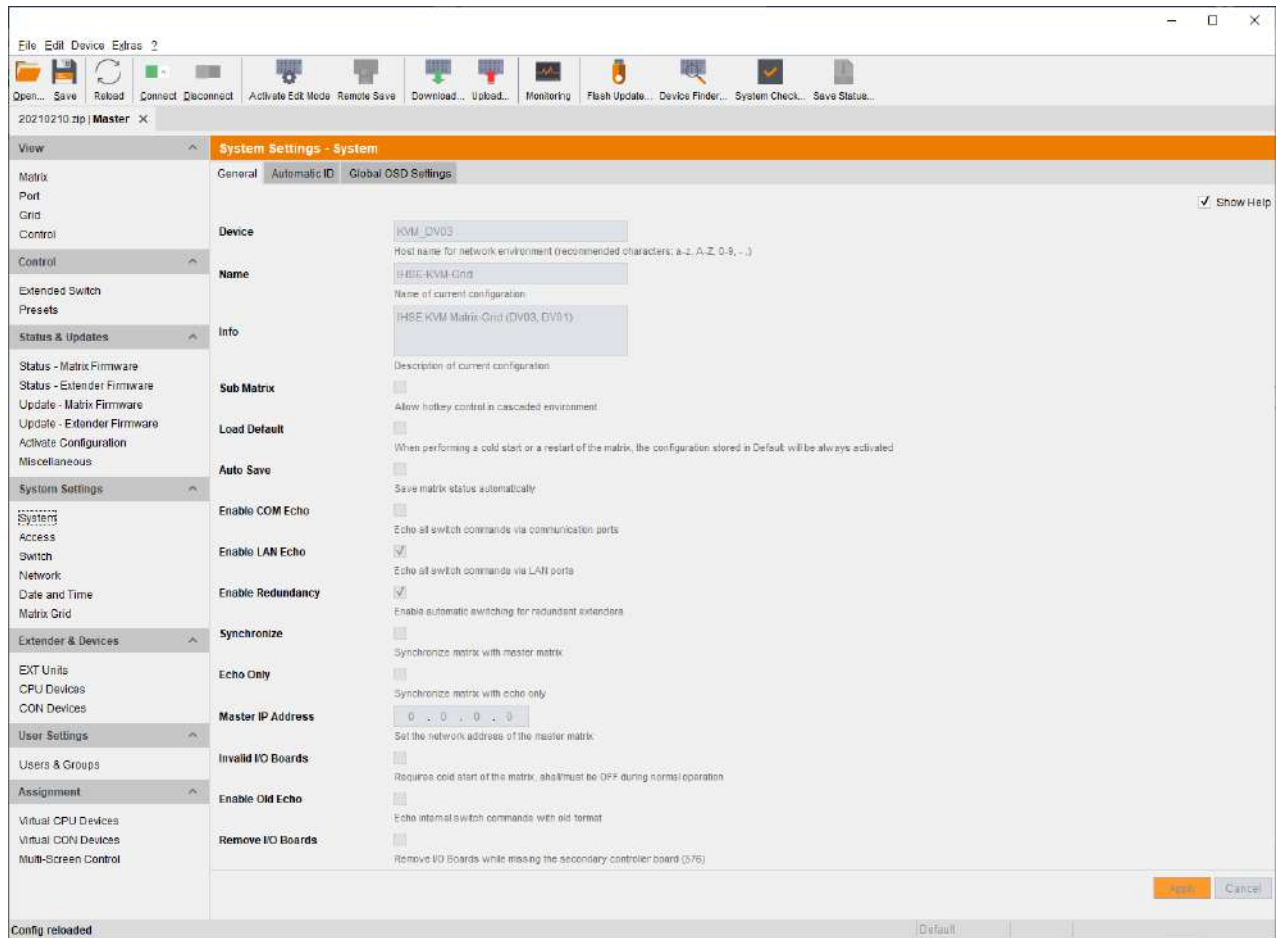 File Edit Device Extras ?
Open... Save Reload Connect Disconnect Activate Edit Mode Remote Save Download... Upload... Monitoring Flash Update... Device Finder... System Check... Save Status...
20210210.zip | Master
View
Matrix
Port
Grid
Control
Control
Extended Switch
Presets
Status & Updates
Status - Matrix Firmware
Status - Extender Firmware
Update - Matrix Firmware
Update - Extender Firmware
Activate Configuration
Miscellaneous
System Settings
System
Access
Switch
Network
Date and Time
Matrix Grid
Extender & Devices
EXT Units
CPU Devices
CON Devices
User Settings
Users & Groups
Assignment
Virtual CPU Devices
Virtual CON Devices
Multi-Screen Control
System Settings - System
General Automatic ID Global OSD Settings
Show Help
Device KVM_DV03
Host name for network environment (recommended characters: a-z, A-Z, 0-9, - .)
Name IHSE-KVM-Grid
Name of current configuration
Info IHSE KVM Matrix-Grid (DV03, DV01)
Description of current configuration
Sub Matrix
Allow hotkey control in cascaded environment
Load Default
When performing a cold start or a restart of the matrix, the configuration stored in Default will be always activated
Auto Save
Save matrix status automatically
Enable COM Echo
Echo all switch commands via communication ports
Enable LAN Echo
Echo all switch commands via LAN ports
Enable Redundancy
Enable automatic switching for redundant extenders
Synchronize
Synchronize matrix with master matrix
Echo Only
Synchronize matrix with echo only
Master IP Address 0 . 0 . 0 . 0
Set the network address of the master matrix
Invalid I/O Boards
Requires cold start of the matrix, shall/must be OFF during normal operation
Enable Old Echo
Echo internal switch commands with old format
Remove I/O Boards
Remove I/O Boards while missing the secondary controller board (576)
Apply Cancel
Config reloaded Default